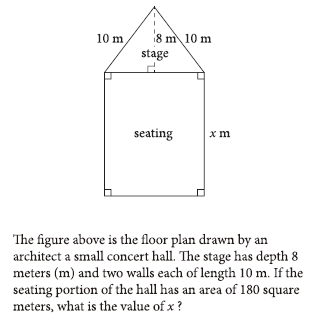 10 m 8 m 10 m
stage
seating x m
The figure above is the floor plan drawn by an
architect a small concert hall. The stage has depth 8
meters (m) and two walls each of length 10 m. If the
seating portion of the hall has an area of 180 square
meters, what is the value of x ?